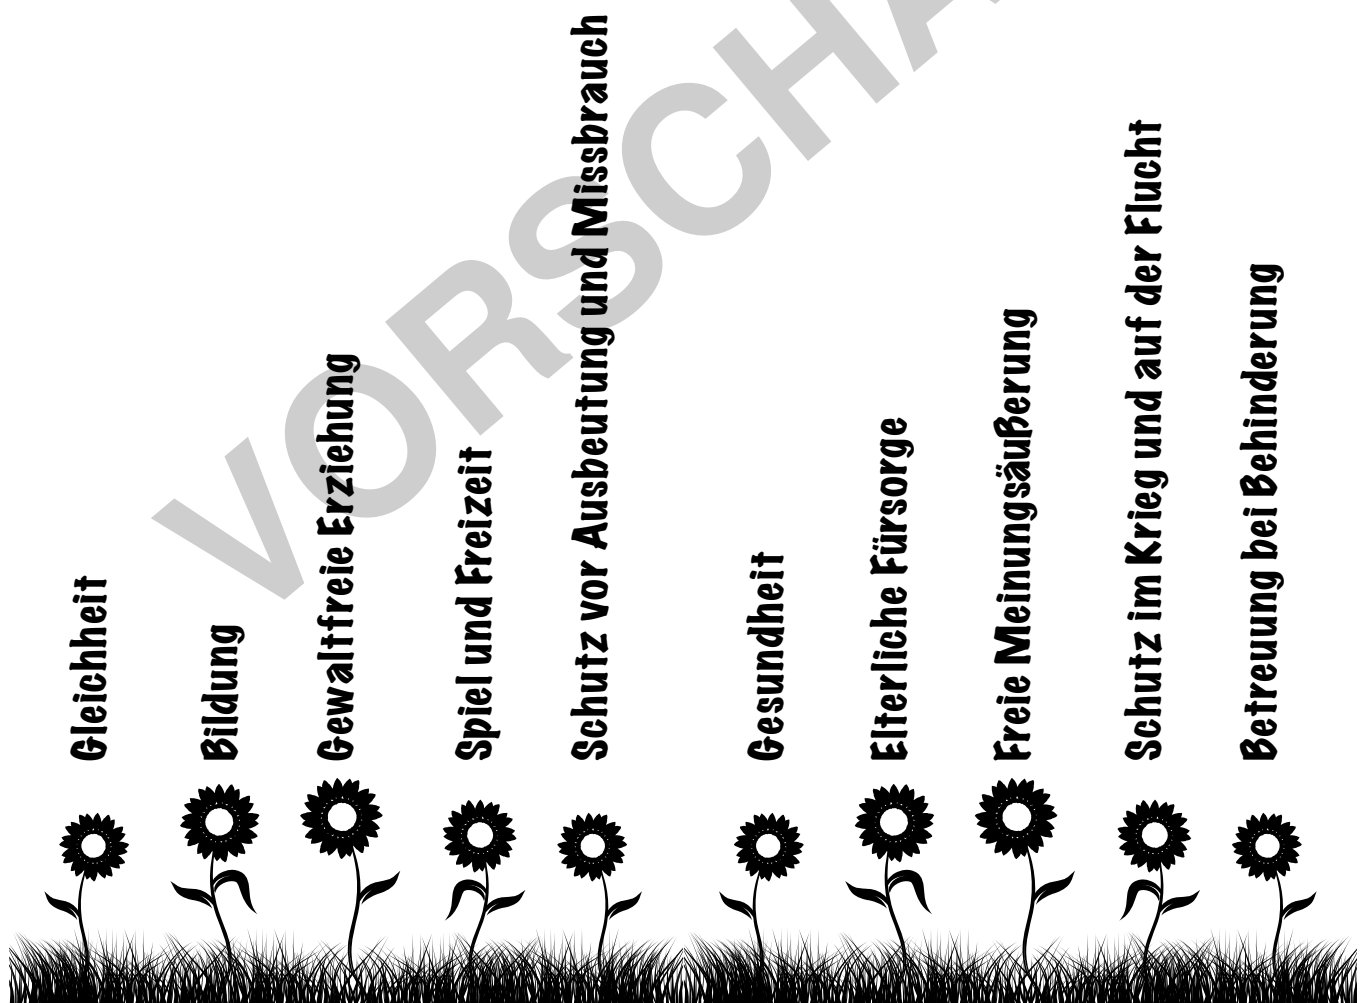 Gleichheit
Bildung
Gewaltfreie Erziehung
Spiel und Freizeit
Schutz vor Ausbeutung und Missbrauch
Gesundheit
Elterliche Fürsorge
Freie Meinungsäußerung
Schutz im Krieg und auf der Flucht
Betreuung bei Behinderung
VORSCHA